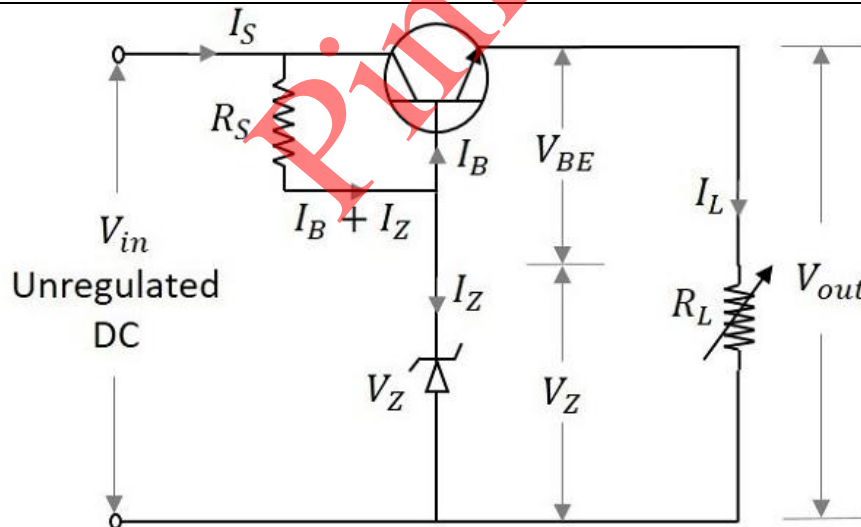 I_S
R_S
I_B
V_BE
I_B + I_Z
I_L
V_in
Unregulated
DC
I_Z
R_L
V_out
V_Z
V_Z